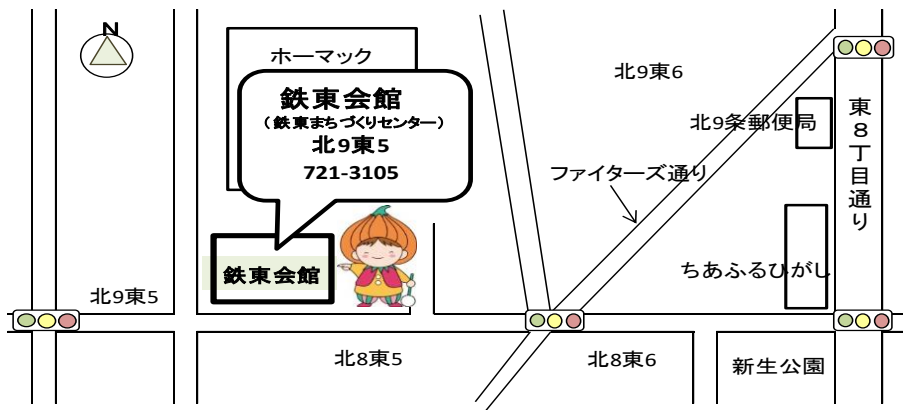 N
ホーマック
鉄東会館
（鉄東まちづくりセンター）
北9東5
721-3105
北9東6
北9条郵便局
東8丁目通り
ファイターズ通り
鉄東会館
ちあふるひがし
北9東5
北8東5
北8東6
新生公園